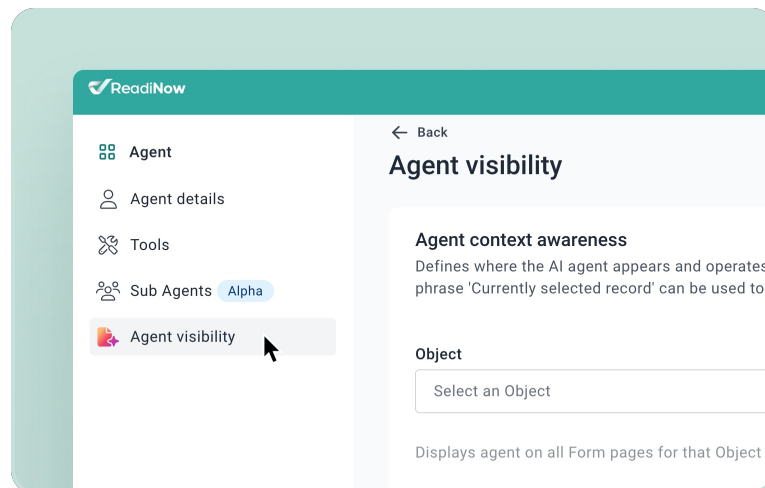 ReadiNow
Agent
Agent details
Tools
Sub Agents Alpha
Agent visibility
Back
Agent visibility
Agent context awareness
Defines where the AI agent appears and operates
phrase 'Currently selected record' can be used to
Object
Select an Object
Displays agent on all Form pages for that Object